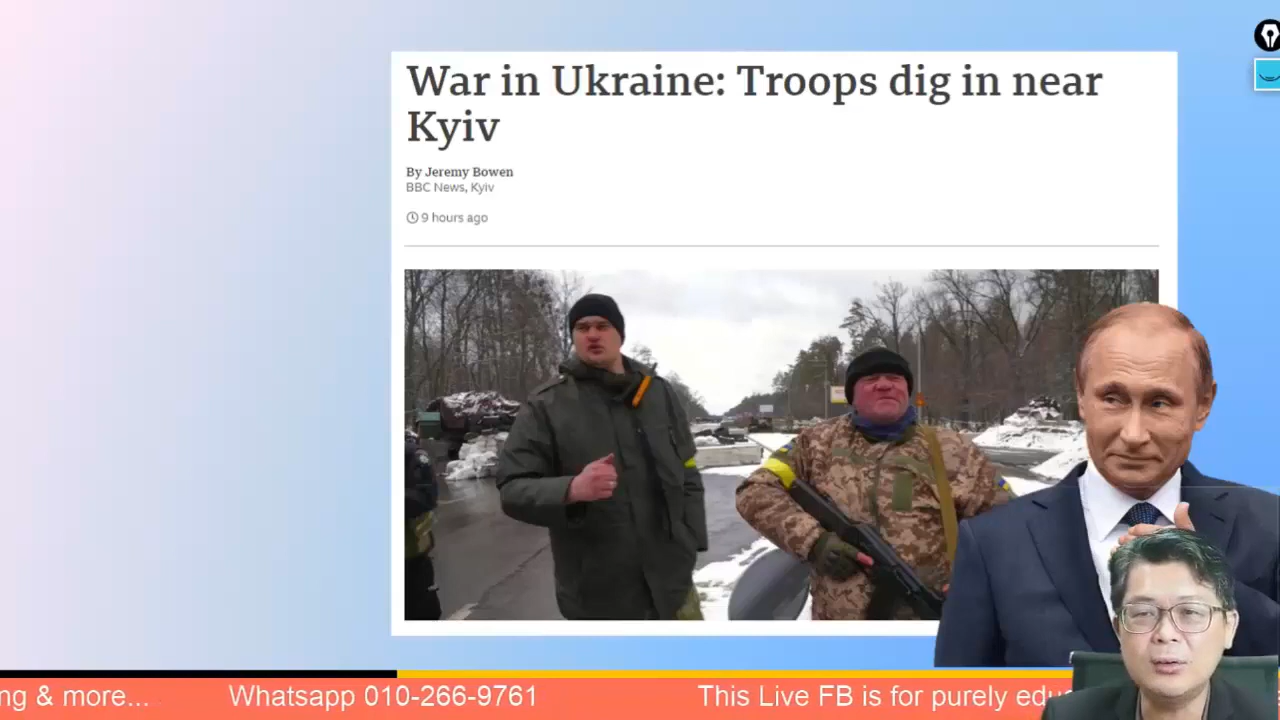 War in Ukraine: Troops dig in near
Kyiv
By Jeremy Bowen
BBC News, Kyiv
9 hours ago
ng & more... Whatsapp 010-266-9761 This Live FB is for purely edu